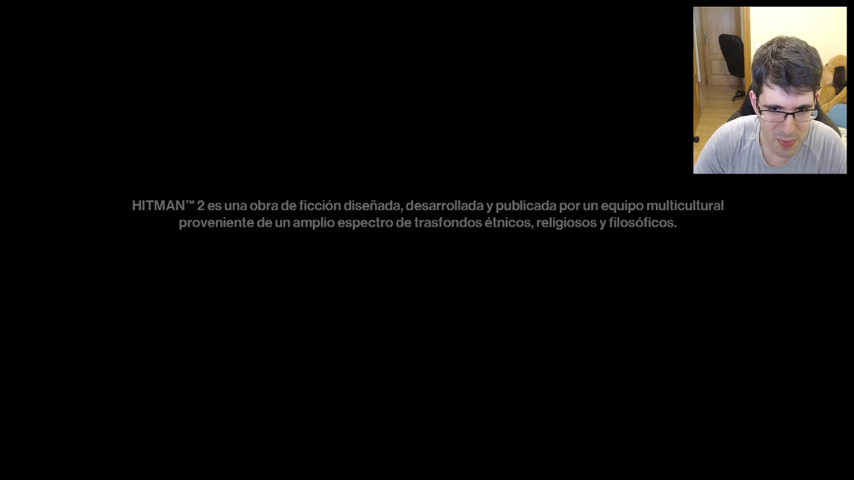 HITMAN™ 2 es una obra de ficción diseñada, desarrollada y publicada por un equipo multicultural
proveniente de un amplio espectro de trasfondos étnicos, religiosos y filosóficos.